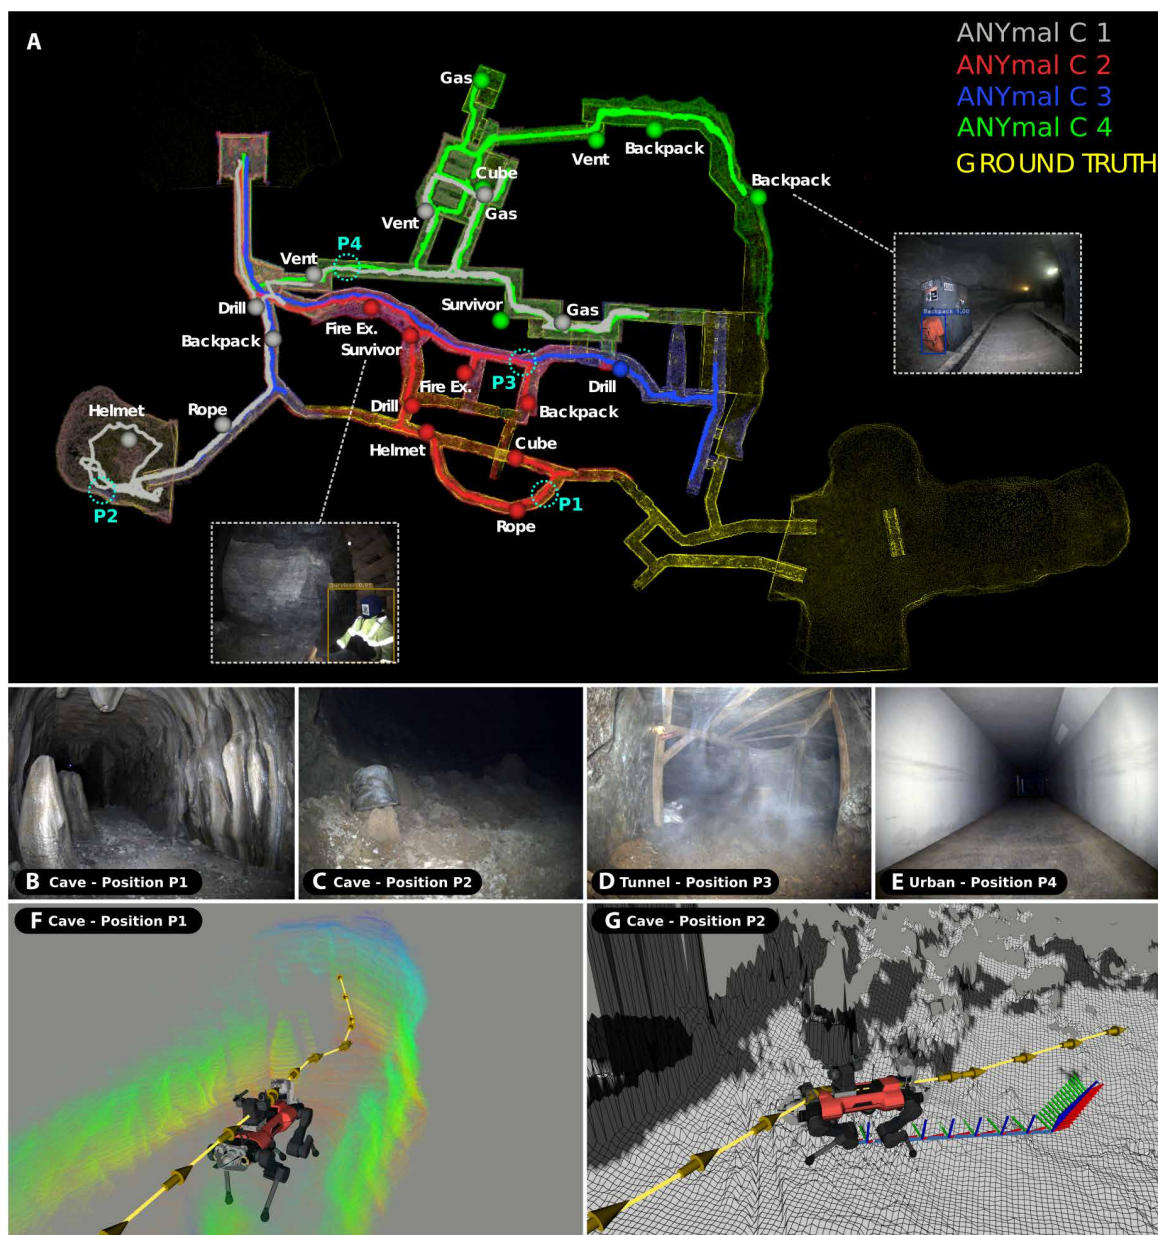 A
ANYmal C 1
ANYmal C 2
ANYmal C 3
ANYmal C 4
GROUND TRUTH
Gas
Vent
Backpack
Cube
Backpack
Gas
Vent
P4
Vent
Survivor
Gas
Drill
Fire Ex.
Survivor
Backpack
P3
Fire Ex.
Drill
Backpack
Helmet
Rope
Drill
Helmet
Cube
P2
P1
Rope
Backpack 1.00
B Cave - Position P1
C Cave - Position P2
D Tunnel - Position P3
E Urban - Position P4
F Cave - Position P1
G Cave - Position P2